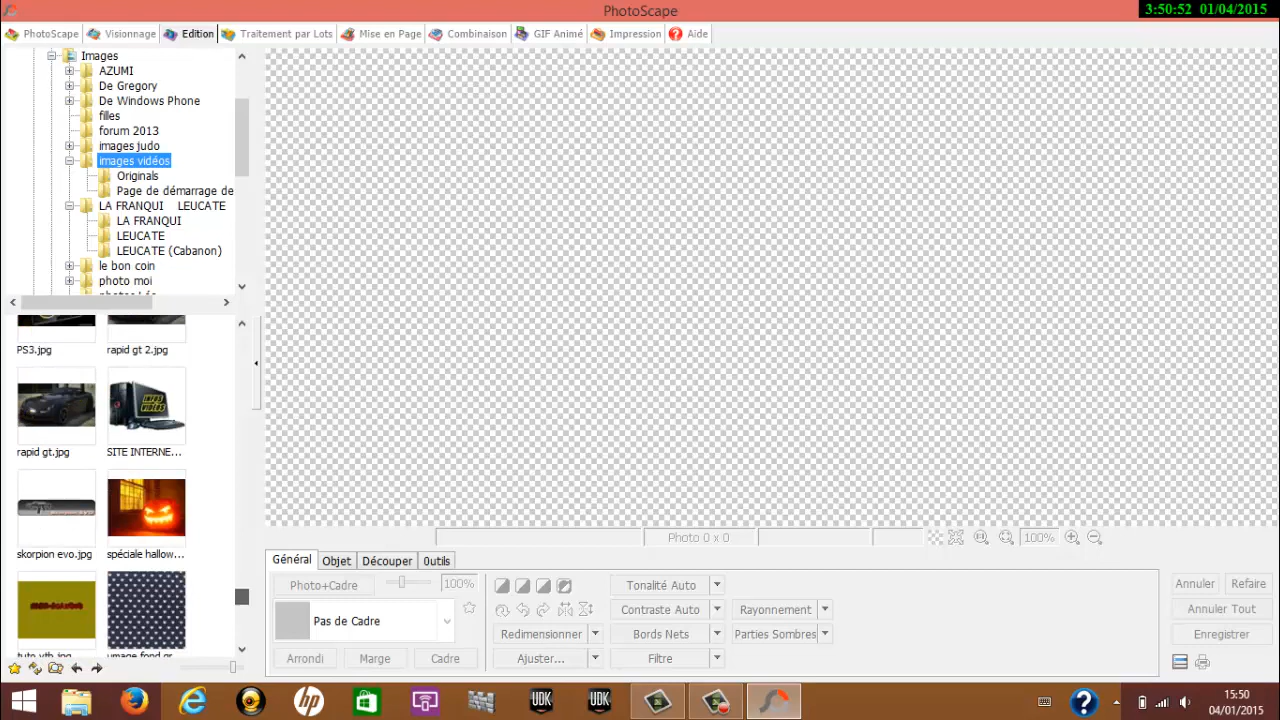 PhotoScape
3:50:52 01/04/2015
PhotoScape Visionnage Edition Traitement par Lots Mise en Page Combinaison GIF Animé Impression Aide
Images
AZUMI
De Gregory
De Windows Phone
filles
forum 2013
images judo
images vidéos
Originals
Page de démarrage de
LA FRANQUI LEUCATE
LA FRANQUI
LEUCATE
LEUCATE (Cabanon)
le bon coin
photo moi
PS3.jpg rapid gt 2.jpg
INFO VIDÉOS
rapid gt.jpg SITE INTERNE...
skorpion evo.jpg spéciale hallow...
Photo 0 x 0 100%
Général Objet Découper Outils
Photo+Cadre 100% Tonalité Auto Annuler Refaire
Pas de Cadre Contraste Auto Rayonnement Annuler Tout
Redimensionner Bords Nets Parties Sombres Enregistrer
Arrondi Marge Cadre Ajuster... Filtre
hp UDK UDK ?
15:50
04/01/2015